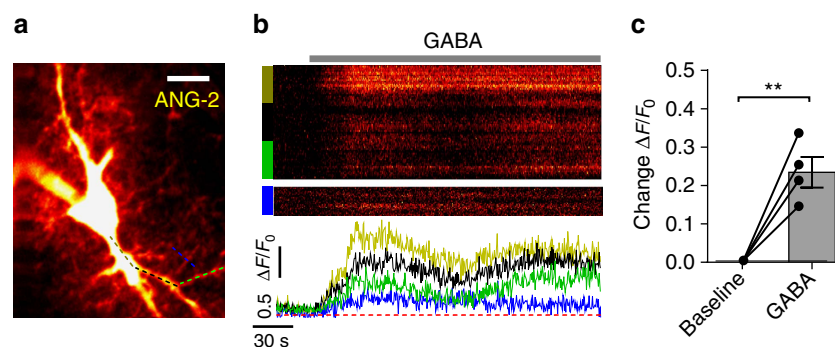 a
ANG-2
b
GABA
ΔF/F0
0.5
30 s
c
**
Change ΔF/F0
0.5
0.4
0.3
0.2
0.1
0.0
Baseline
GABA